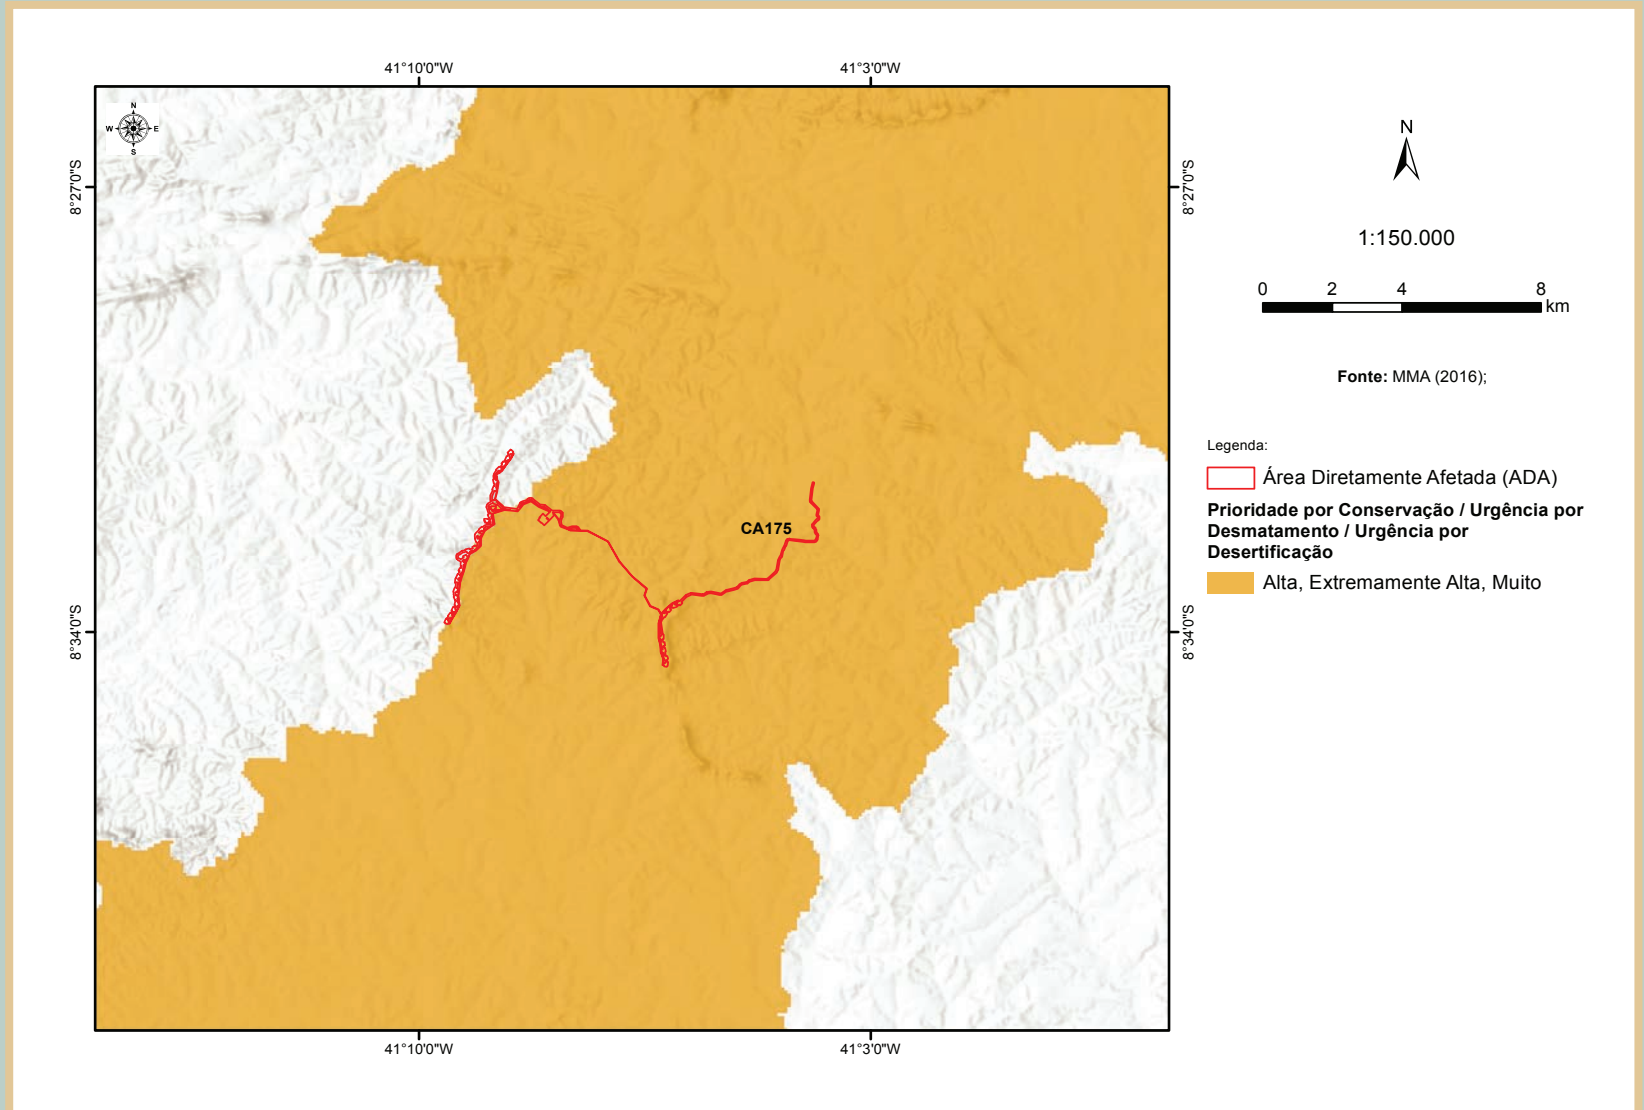 41°10'0"W
41°3'0"W
N
W
E
S
8°27'0"S
8°27'0"S
CA175
8°34'0"S
8°34'0"S
41°10'0"W
41°3'0"W
N
1:150.000
0 2 4 8
km
Fonte: MMA (2016);
Legenda:
Área Diretamente Afetada (ADA)
Prioridade por Conservação / Urgência por
Desmatamento / Urgência por
Desertificação
Alta, Extremamente Alta, Muito